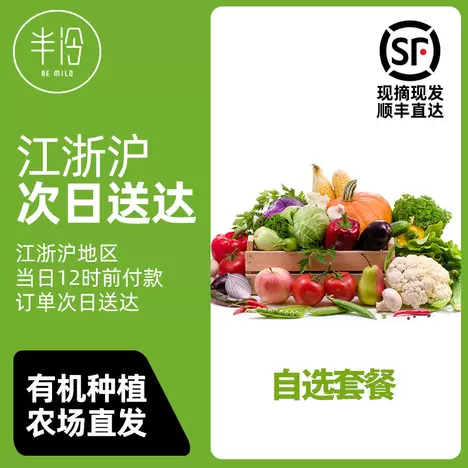 半泠
BE MILD
江浙沪
次日送达
江浙沪地区
当日12时前付款
订单次日送达
有机种植
农场直发
SF
现摘现发
顺丰直达
自选套餐